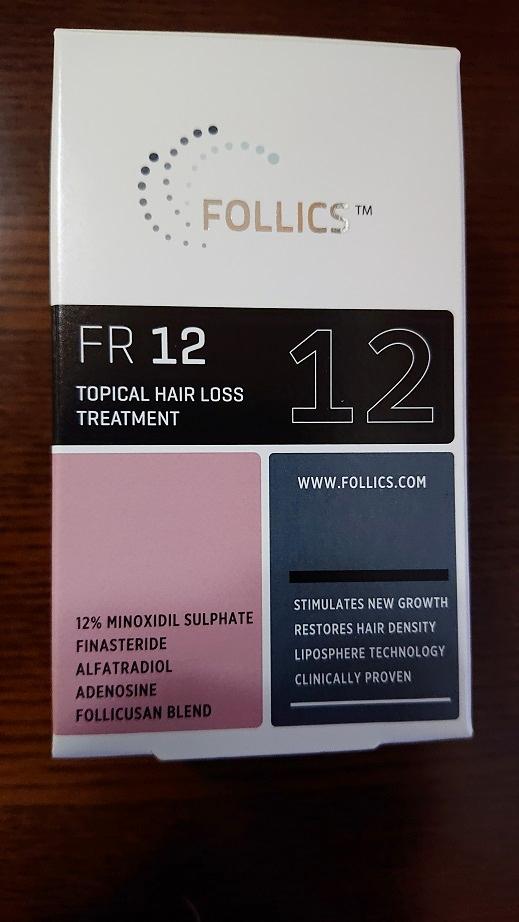 FOLLICS™
FR 12
TOPICAL HAIR LOSS
TREATMENT
12
12% MINOXIDIL SULPHATE
FINASTERIDE
ALFATRADIOL
ADENOSINE
FOLLICUSAN BLEND
WWW.FOLLICS.COM
STIMULATES NEW GROWTH
RESTORES HAIR DENSITY
LIPOSPHERE TECHNOLOGY
CLINICALLY PROVEN